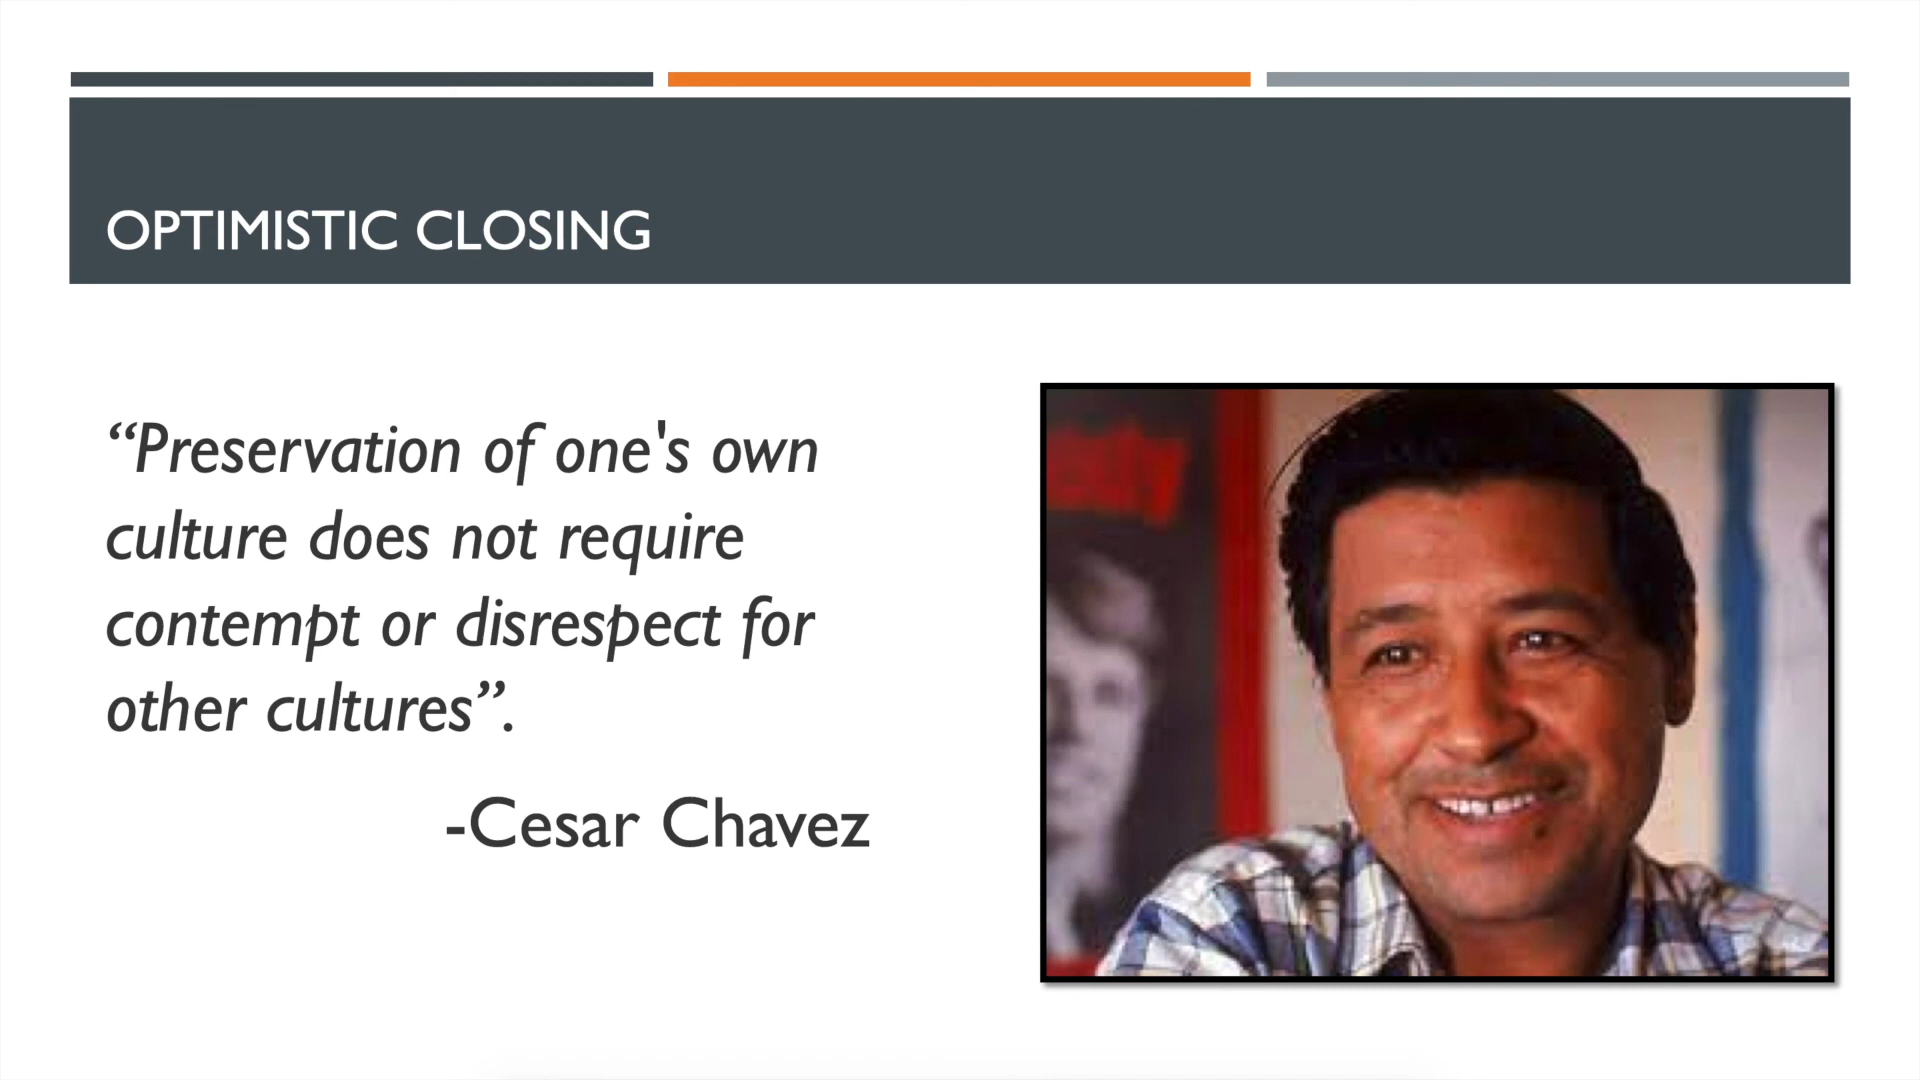 OPTIMISTIC CLOSING
“Preservation of one's own
culture does not require
contempt or disrespect for
other cultures”.
-Cesar Chavez